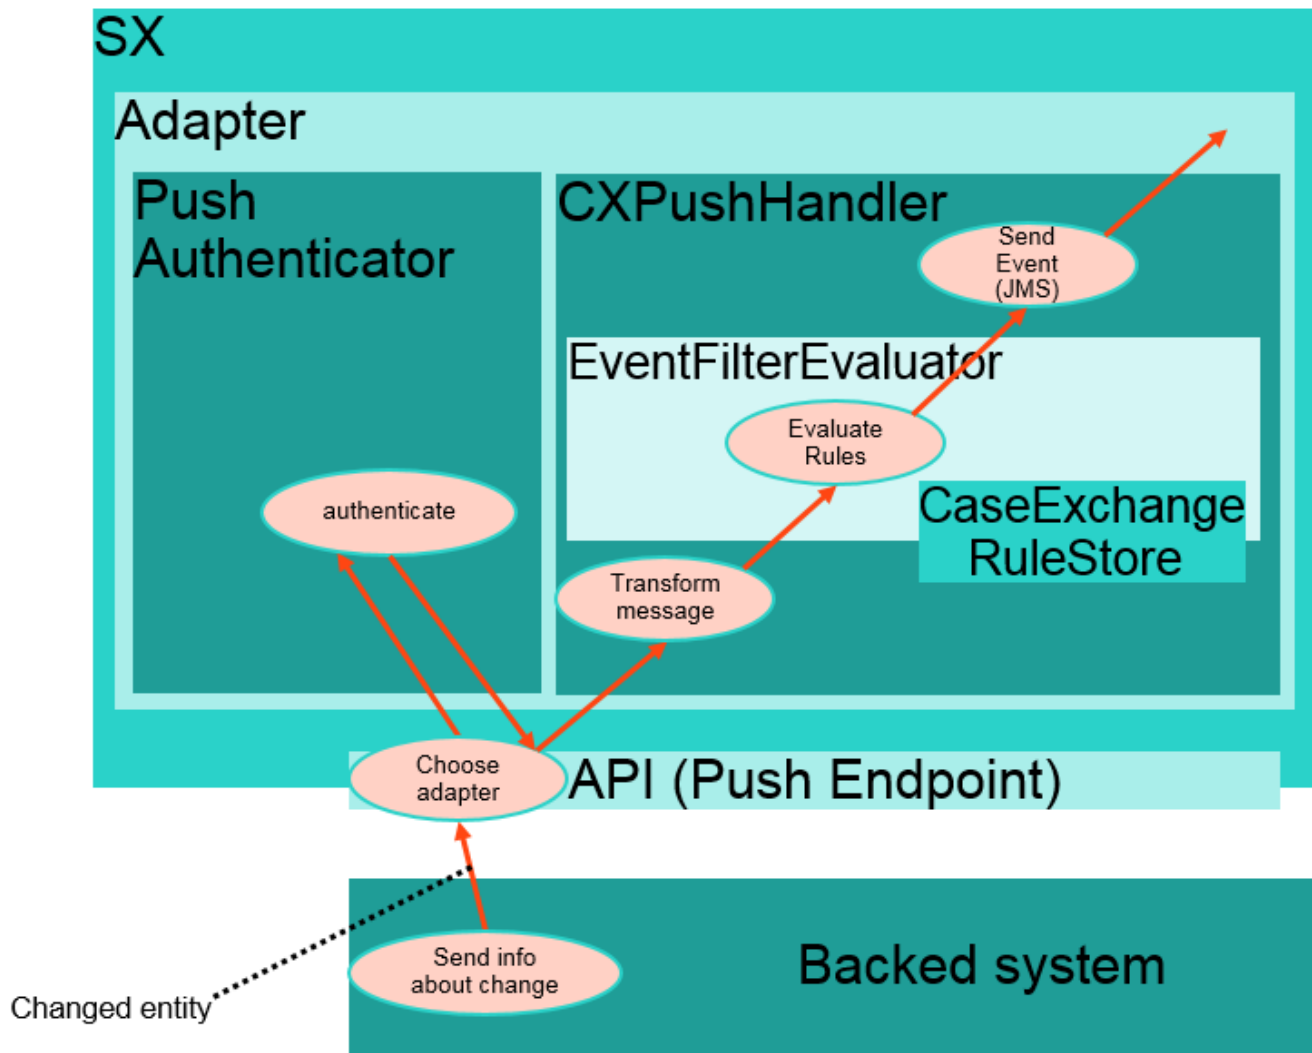 SX
Adapter
Push
Authenticator
CXPushHandler
Send
Event
(JMS)
EventFilterEvaluator
Evaluate
Rules
CaseExchange
RuleStore
authenticate
Transform
message
Choose
adapter
API (Push Endpoint)
Send info
about change
Backed system
Changed entity